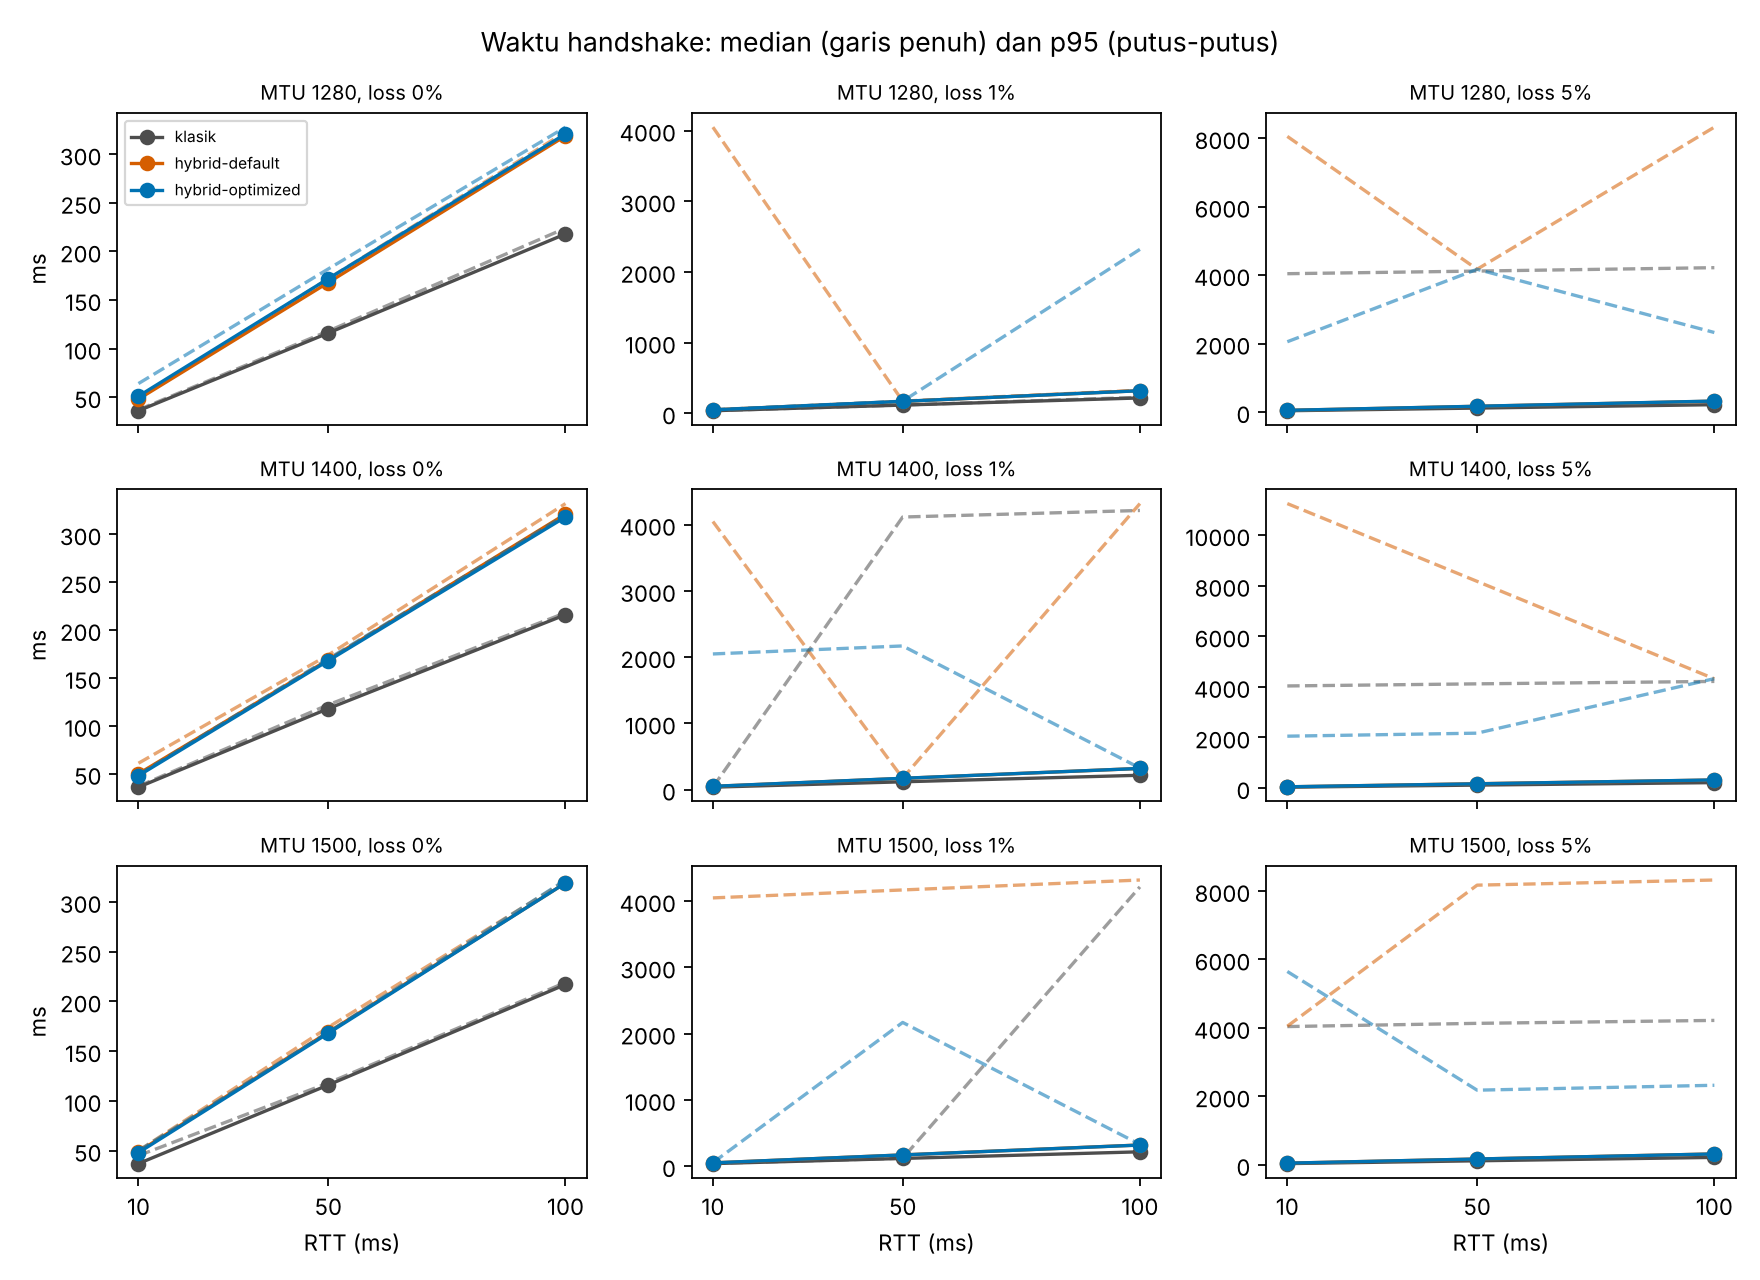 Waktu handshake: median (garis penuh) dan p95 (putus-putus)
MTU 1280, loss 0%
MTU 1280, loss 1%
MTU 1280, loss 5%
klasik
hybrid-default
hybrid-optimized
300
250
200
150
100
50
ms
4000
3000
2000
1000
0
8000
6000
4000
2000
0
MTU 1400, loss 0%
MTU 1400, loss 1%
MTU 1400, loss 5%
300
250
200
150
100
50
ms
4000
3000
2000
1000
0
10000
8000
6000
4000
2000
0
MTU 1500, loss 0%
MTU 1500, loss 1%
MTU 1500, loss 5%
300
250
200
150
100
50
ms
4000
3000
2000
1000
0
8000
6000
4000
2000
0
10 50 100
10 50 100
10 50 100
RTT (ms)
RTT (ms)
RTT (ms)